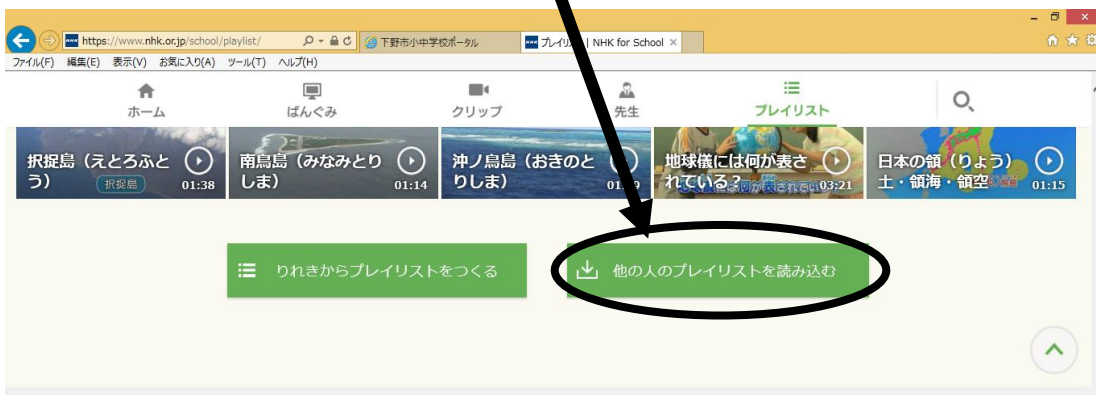 https://www.nhk.or.jp/school/playlist/
下野市小中学校ポータル
NHK for School
ファイル(F) 編集(E) 表示(V) お気に入り(A) ツール(T) ヘルプ(H)
ホーム ばんぐみ クリップ 先生 プレイリスト
択捉島（えとろふと
う）
択捉島
01:38
南鳥島（みなみとり
しま）
01:14
沖ノ鳥島（おきのと
りしま）
地球儀には何が表さ
れている？
03:21
日本の領（りょう）
土・領海・領空
01:15
りれきからプレイリストをつくる
他の人のプレイリストを読み込む